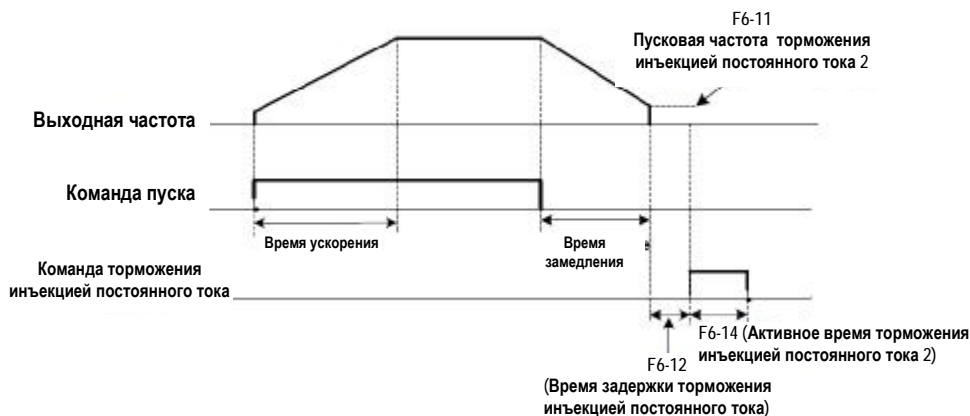 F6-11
Пусковая частота торможения
инъекцией постоянного тока 2
Выходная частота
Команда пуска
Время ускорения
Время
замедления
Команда торможения
инъекцией постоянного тока
F6-14 (Активное время торможения
инъекцией постоянного тока 2)
F6-12
(Время задержки торможения
инъекцией постоянного тока)